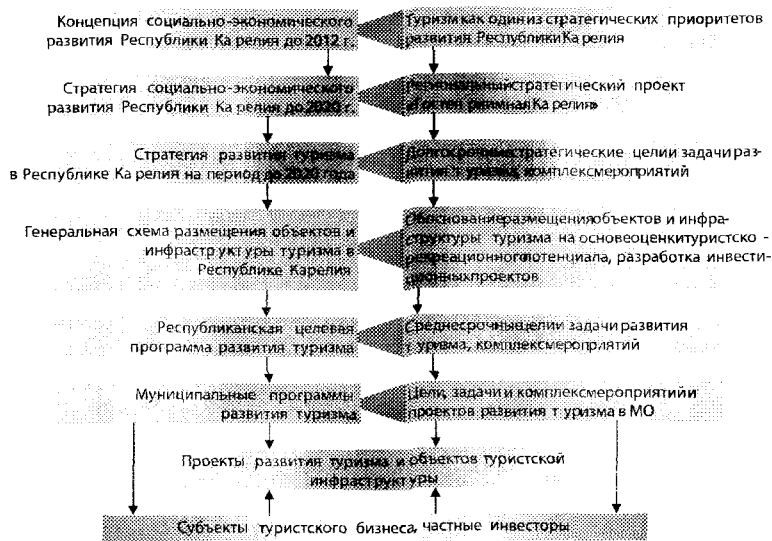 Концепция социально-экономического
развития Республики Карелия до 2012 г.
Туризм как один из стратегических приоритетов
развития Республики Карелия
Стратегия социально-экономического
развития Республики Карелия до 2020 г.
Региональный стратегический проект
«Гостеприимная Карелия»
Стратегия развития туризма
в Республике Карелия на период до 2020 года
Долгосрочные стратегические цели и задачи раз-
вития туризма, комплекс мероприятий
Генеральная схема размещения объектов и
инфраструктуры туризма в
Республике Карелия
Обоснование размещения объектов и инфра-
структуры туризма на основе оценки туристско-
рекреационного потенциала, разработка инвести-
ционных проектов
Республиканская целевая
программа развития туризма
Среднесрочные цели и задачи развития
туризма, комплекс мероприятий
Муниципальные программы
развития туризма
Цели, задачи и комплекс мероприятий и
проектов развития туризма в МО
Проекты развития туризма и объектов туристской
инфраструктуры
Субъекты туристского бизнеса, частные инвесторы